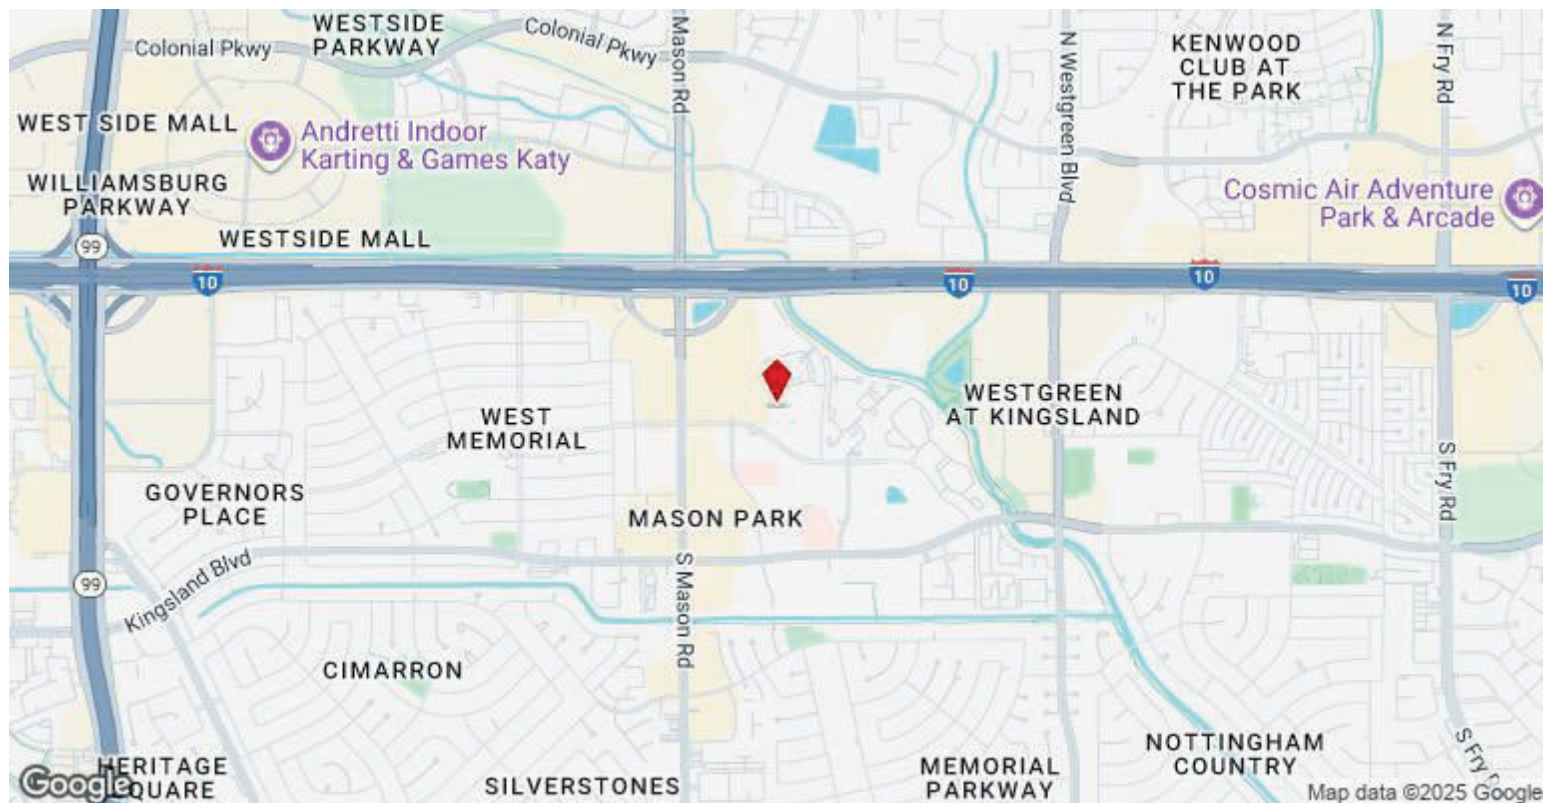 WESTSIDE
PARKWAY
Colonial Pkwy
Colonial Pkwy
Mason Rd
N Westgreen Blvd
KENWOOD
CLUB AT
THE PARK
N Fry Rd
WEST SIDE MALL
Andretti Indoor
Karting & Games Katy
WILLIAMSBURG
PARKWAY
Cosmic Air Adventure
Park & Arcade
WESTSIDE MALL
99
10
10
10
10
WESTGREEN
AT KINGSLAND
WEST
MEMORIAL
S Fry Rd
GOVERNORS
PLACE
MASON PARK
99
Kingsland Blvd
S Mason Rd
CIMARRON
NOTTINGHAM
COUNTRY
S Fry
HERITAGE
SQUARE
SILVERSTONES
MEMORIAL
PARKWAY
Google
Map data ©2025 Google